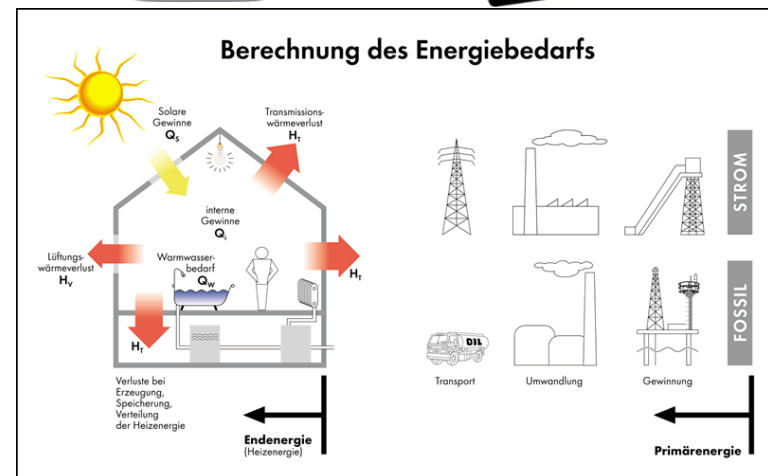 Berechnung des Energiebedarfs
Solare
Gewinne
Qs
Transmissions-
wärmeverlust
HT
interne
Gewinne
Qi
Lüftungs-
wärmeverlust
HV
Warmwasser-
bedarf
QW
HT
HT
Verluste bei
Erzeugung,
Speicherung,
Verteilung
der Heizenergie
Endenergie
(Heizenergie)
STROM
FOSSIL
OIL
Transport
Umwandlung
Gewinnung
Primärenergie